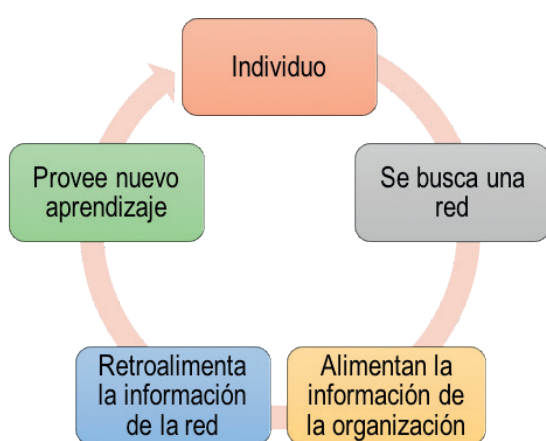 Individuo
Se busca una
red
Alimentan la
información de
la organización
Retroalimenta
la información
de la red
Provee nuevo
aprendizaje